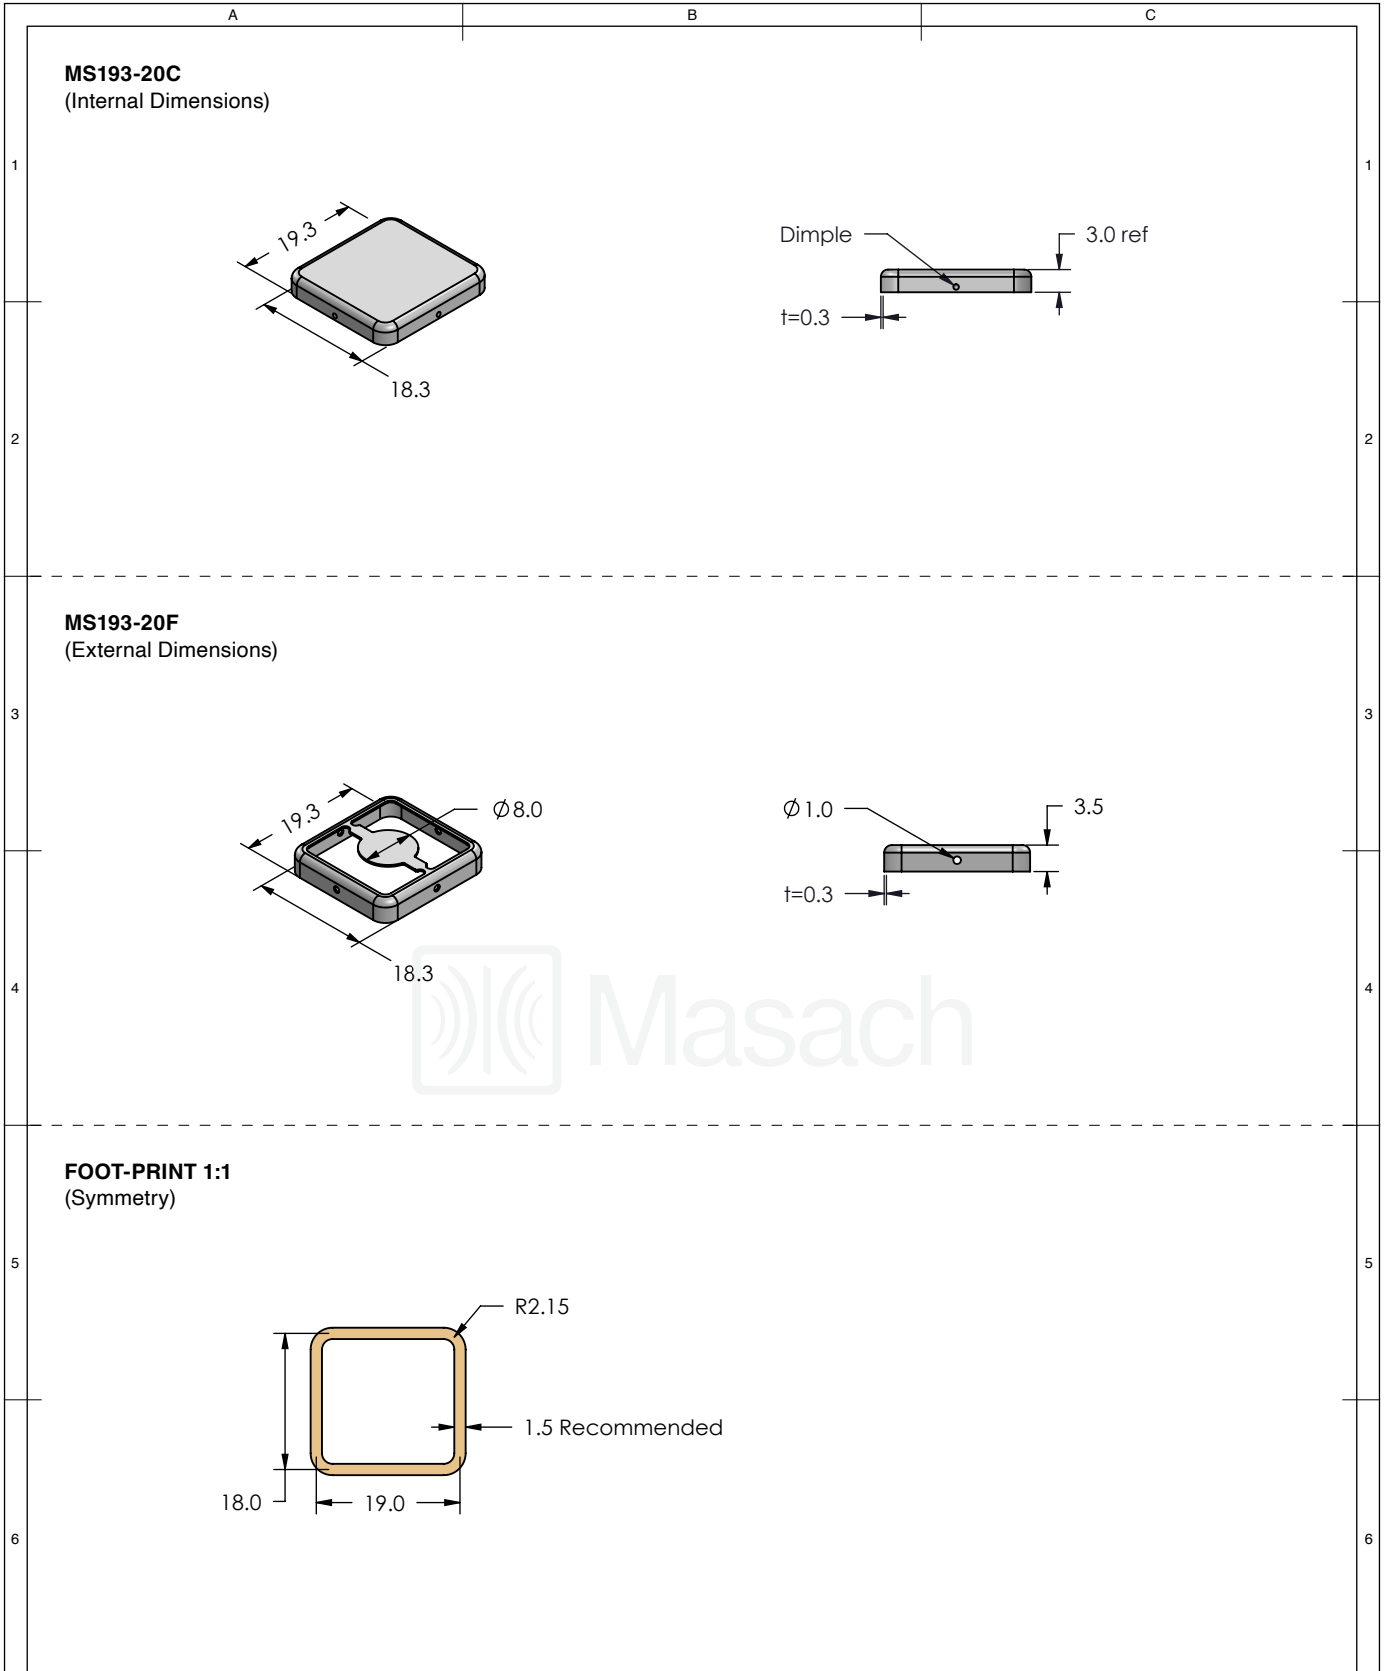 A
B
C
MS193-20C
(Internal Dimensions)
1
1
19.3
18.3
Dimple
3.0 ref
t=0.3
2
2
MS193-20F
(External Dimensions)
3
3
19.3
Ø8.0
18.3
Ø1.0
3.5
t=0.3
4
4
Masach
FOOT-PRINT 1:1
(Symmetry)
5
5
R2.15
1.5 Recommended
18.0
19.0
6
6